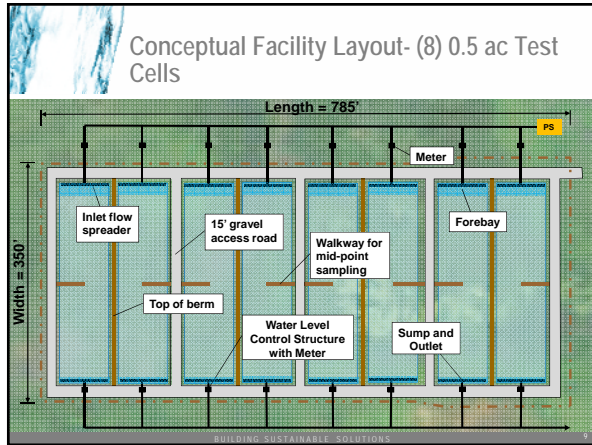 Conceptual Facility Layout- (8) 0.5 ac Test
Cells
Length = 785'
PS
Meter
Width = 350'
Inlet flow
spreader
15' gravel
access road
Walkway for
mid-point
sampling
Forebay
Top of berm
Water Level
Control Structure
with Meter
Sump and
Outlet
BUILDING SUSTAINABLE SOLUTIONS
9